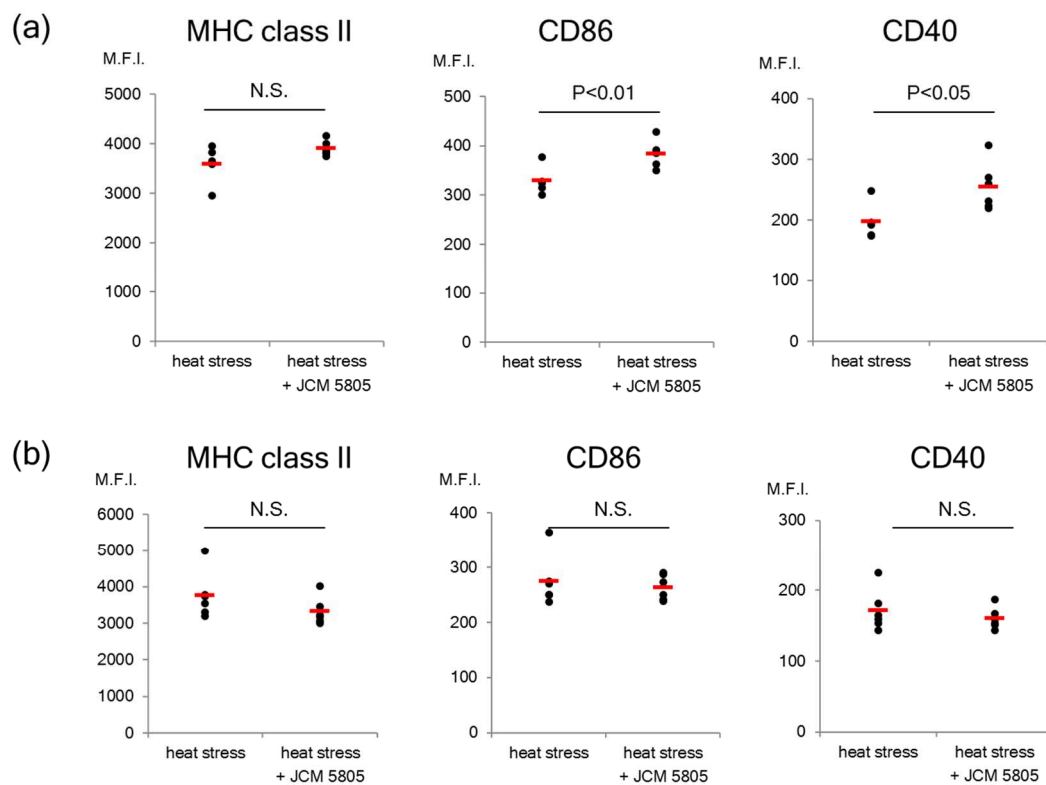 (a)
MHC class II
CD86
CD40
M.F.I.
M.F.I.
M.F.I.
N.S.
P<0.01
P<0.05
5000
4000
3000
2000
1000
0
500
400
300
200
100
0
400
300
200
100
0
heat stress
heat stress
+ JCM 5805
heat stress
heat stress
+ JCM 5805
heat stress
heat stress
+ JCM 5805
(b)
MHC class II
CD86
CD40
M.F.I.
M.F.I.
M.F.I.
N.S.
N.S.
N.S.
6000
5000
4000
3000
2000
1000
0
400
300
200
100
0
300
200
100
0
heat stress
heat stress
+ JCM 5805
heat stress
heat stress
+ JCM 5805
heat stress
heat stress
+ JCM 5805